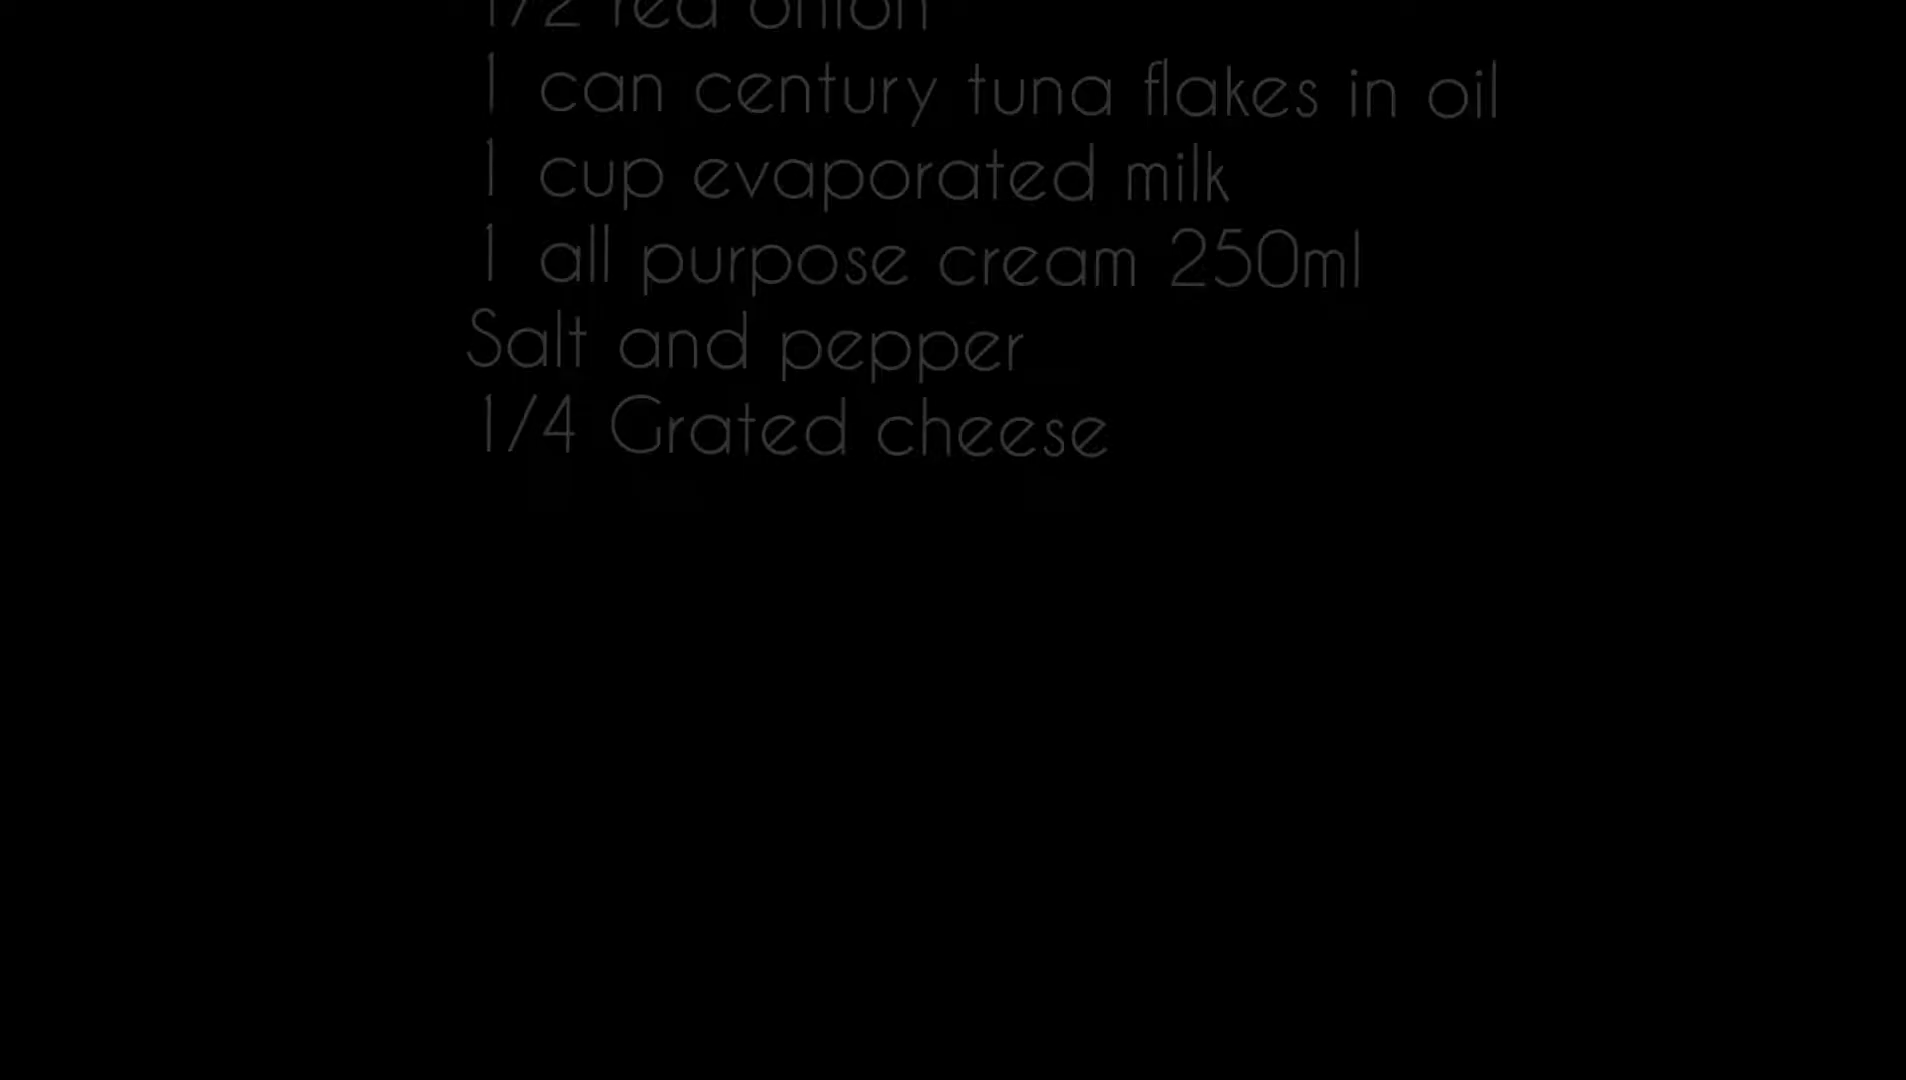 1/2 red onion
1 can century tuna flakes in oil
1 cup evaporated milk
1 all purpose cream 250ml
Salt and pepper
1/4 Grated cheese